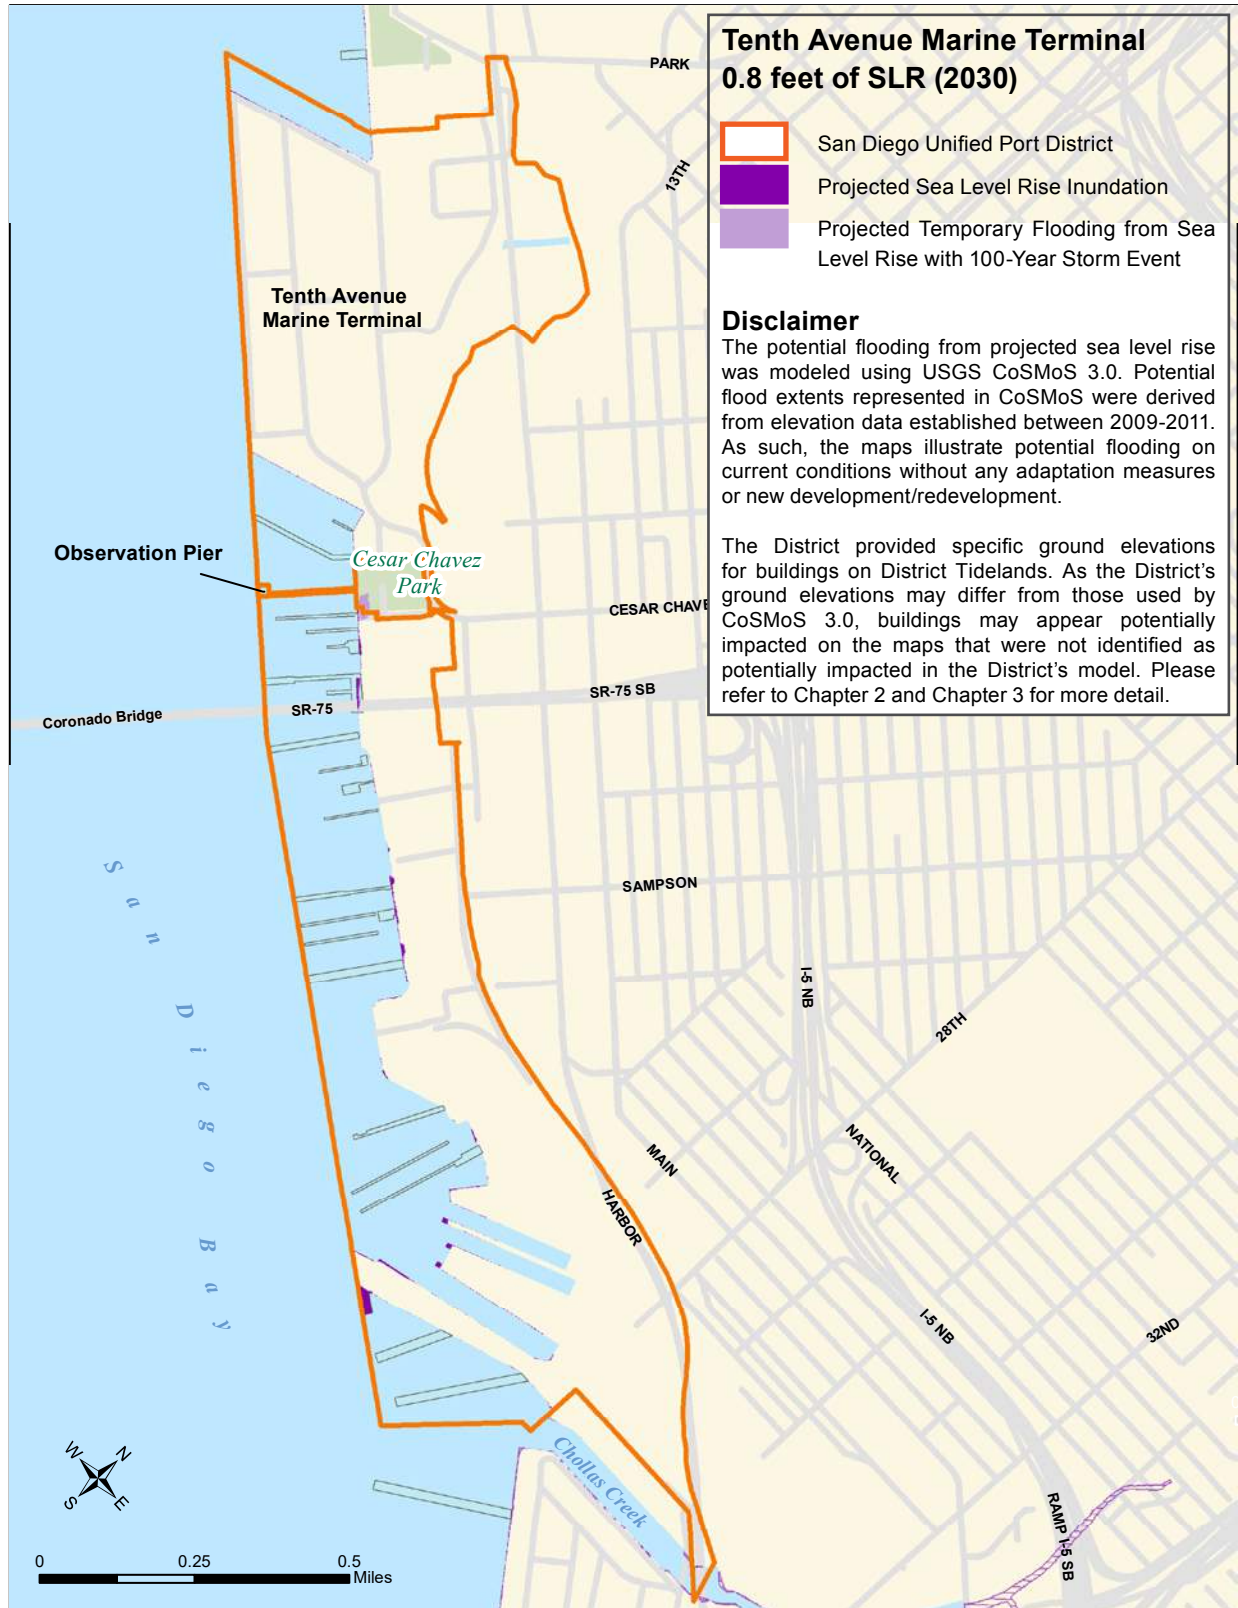 Tenth Avenue Marine Terminal
0.8 feet of SLR (2030)
San Diego Unified Port District
Projected Sea Level Rise Inundation
Projected Temporary Flooding from Sea
Level Rise with 100-Year Storm Event
Disclaimer
The potential flooding from projected sea level rise
was modeled using USGS CoSMoS 3.0. Potential
flood extents represented in CoSMoS were derived
from elevation data established between 2009-2011.
As such, the maps illustrate potential flooding on
current conditions without any adaptation measures
or new development/redevelopment.
The District provided specific ground elevations
for buildings on District Tidelands. As the District's
ground elevations may differ from those used by
CoSMoS 3.0, buildings may appear potentially
impacted on the maps that were not identified as
potentially impacted in the District's model. Please
refer to Chapter 2 and Chapter 3 for more detail.
PARK
13TH
Tenth Avenue
Marine Terminal
Observation Pier
Cesar Chavez
Park
CESAR CHAVE
SR-75 SB
SR-75
Coronado Bridge
SAMPSON
San Diego Bay
I-5 NB
28TH
MAIN
NATIONAL
HARBOR
I-5 NB
32ND
Chollas Creek
RAMP I-5 SB
W
N
S
E
0
0.25
0.5
Miles